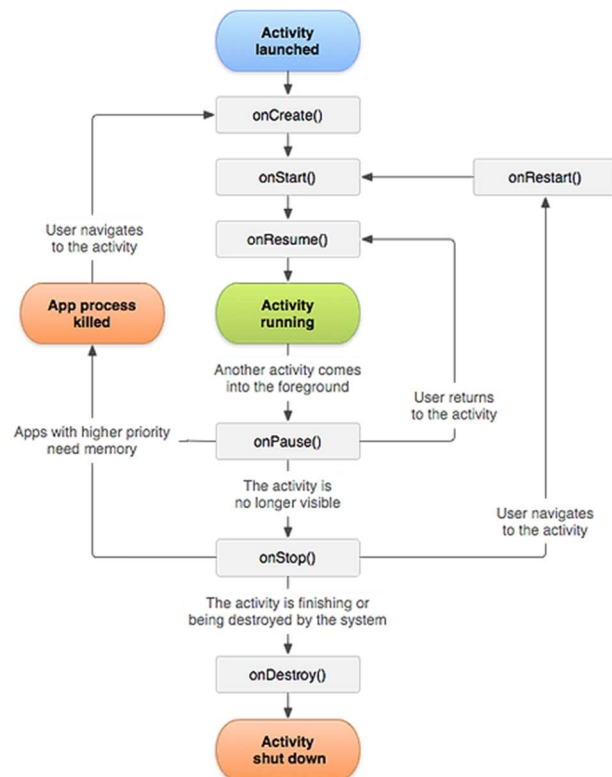 Activity
launched
onCreate()
onStart()
onRestart()
User navigates
to the activity
onResume()
App process
killed
Activity
running
Another activity comes
into the foreground
User returns
to the activity
Apps with higher priority
need memory
onPause()
The activity is
no longer visible
User navigates
to the activity
onStop()
The activity is finishing or
being destroyed by the system
onDestroy()
Activity
shut down